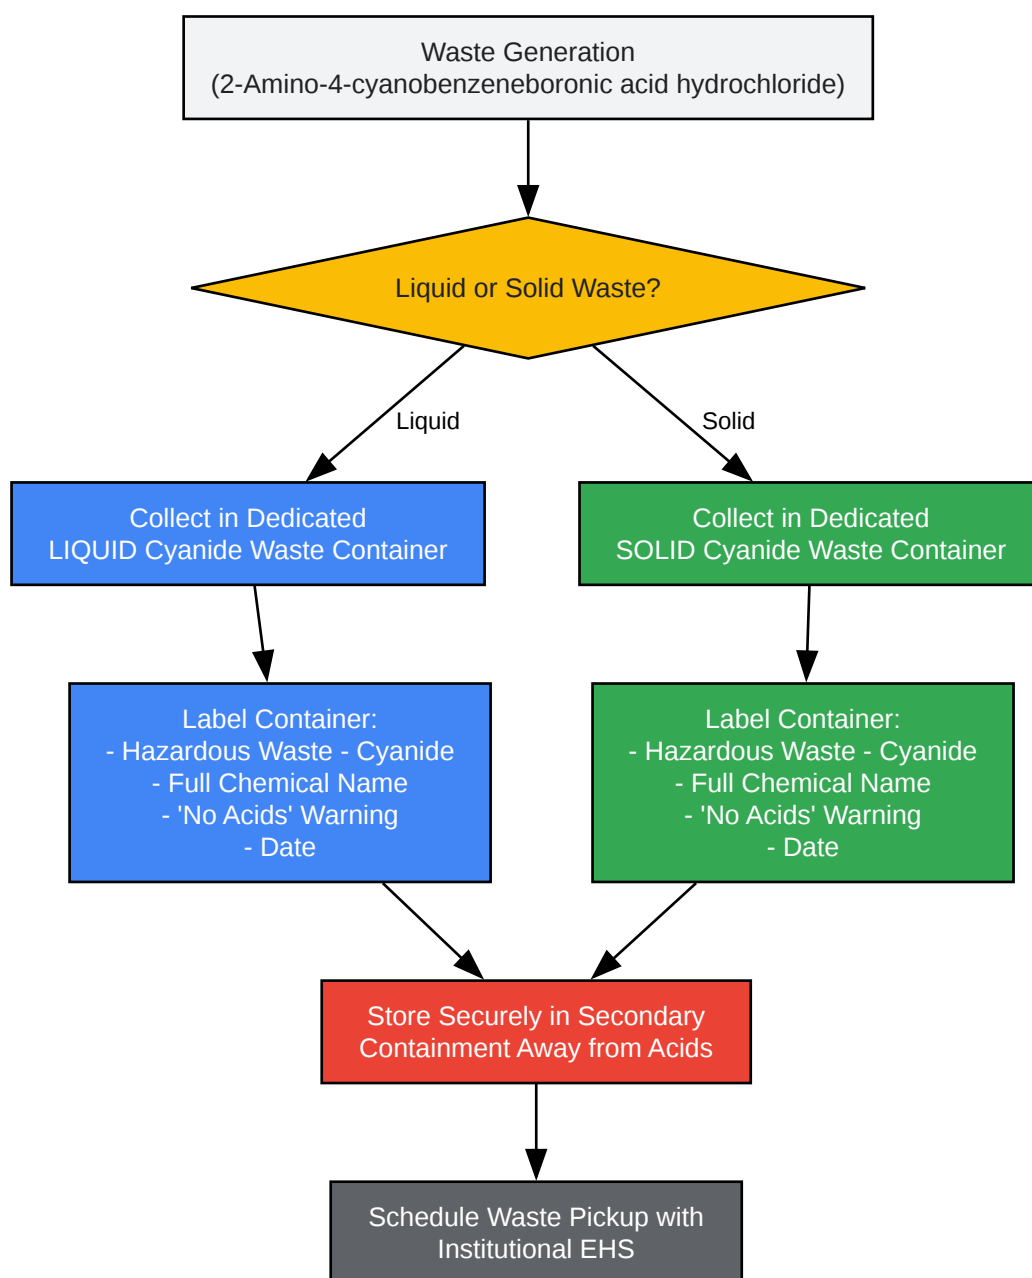 Waste Generation
(2-Amino-4-cyanobenzeneboronic acid hydrochloride)
Liquid or Solid Waste?
Liquid
Solid
Collect in Dedicated
LIQUID Cyanide Waste Container
Collect in Dedicated
SOLID Cyanide Waste Container
Label Container:
- Hazardous Waste - Cyanide
- Full Chemical Name
- 'No Acids' Warning
- Date
Label Container:
- Hazardous Waste - Cyanide
- Full Chemical Name
- 'No Acids' Warning
- Date
Store Securely in Secondary
Containment Away from Acids
Schedule Waste Pickup with
Institutional EHS